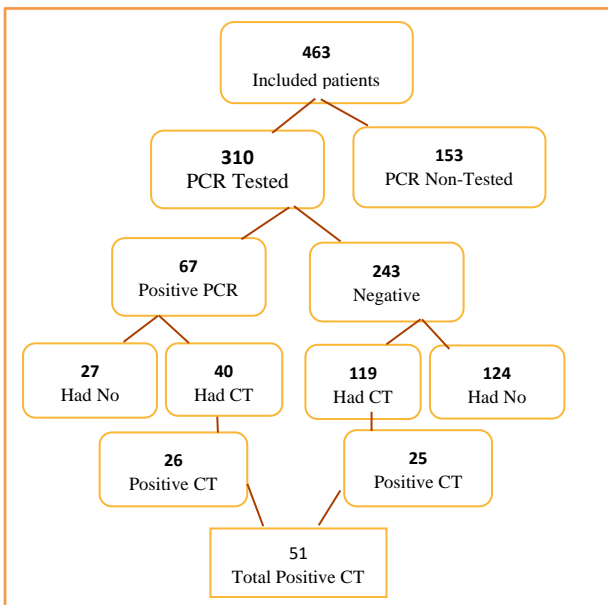 463
Included patients
310
PCR Tested
153
PCR Non-Tested
67
Positive PCR
243
Negative
27
Had No
40
Had CT
119
Had CT
124
Had No
26
Positive CT
25
Positive CT
51
Total Positive CT